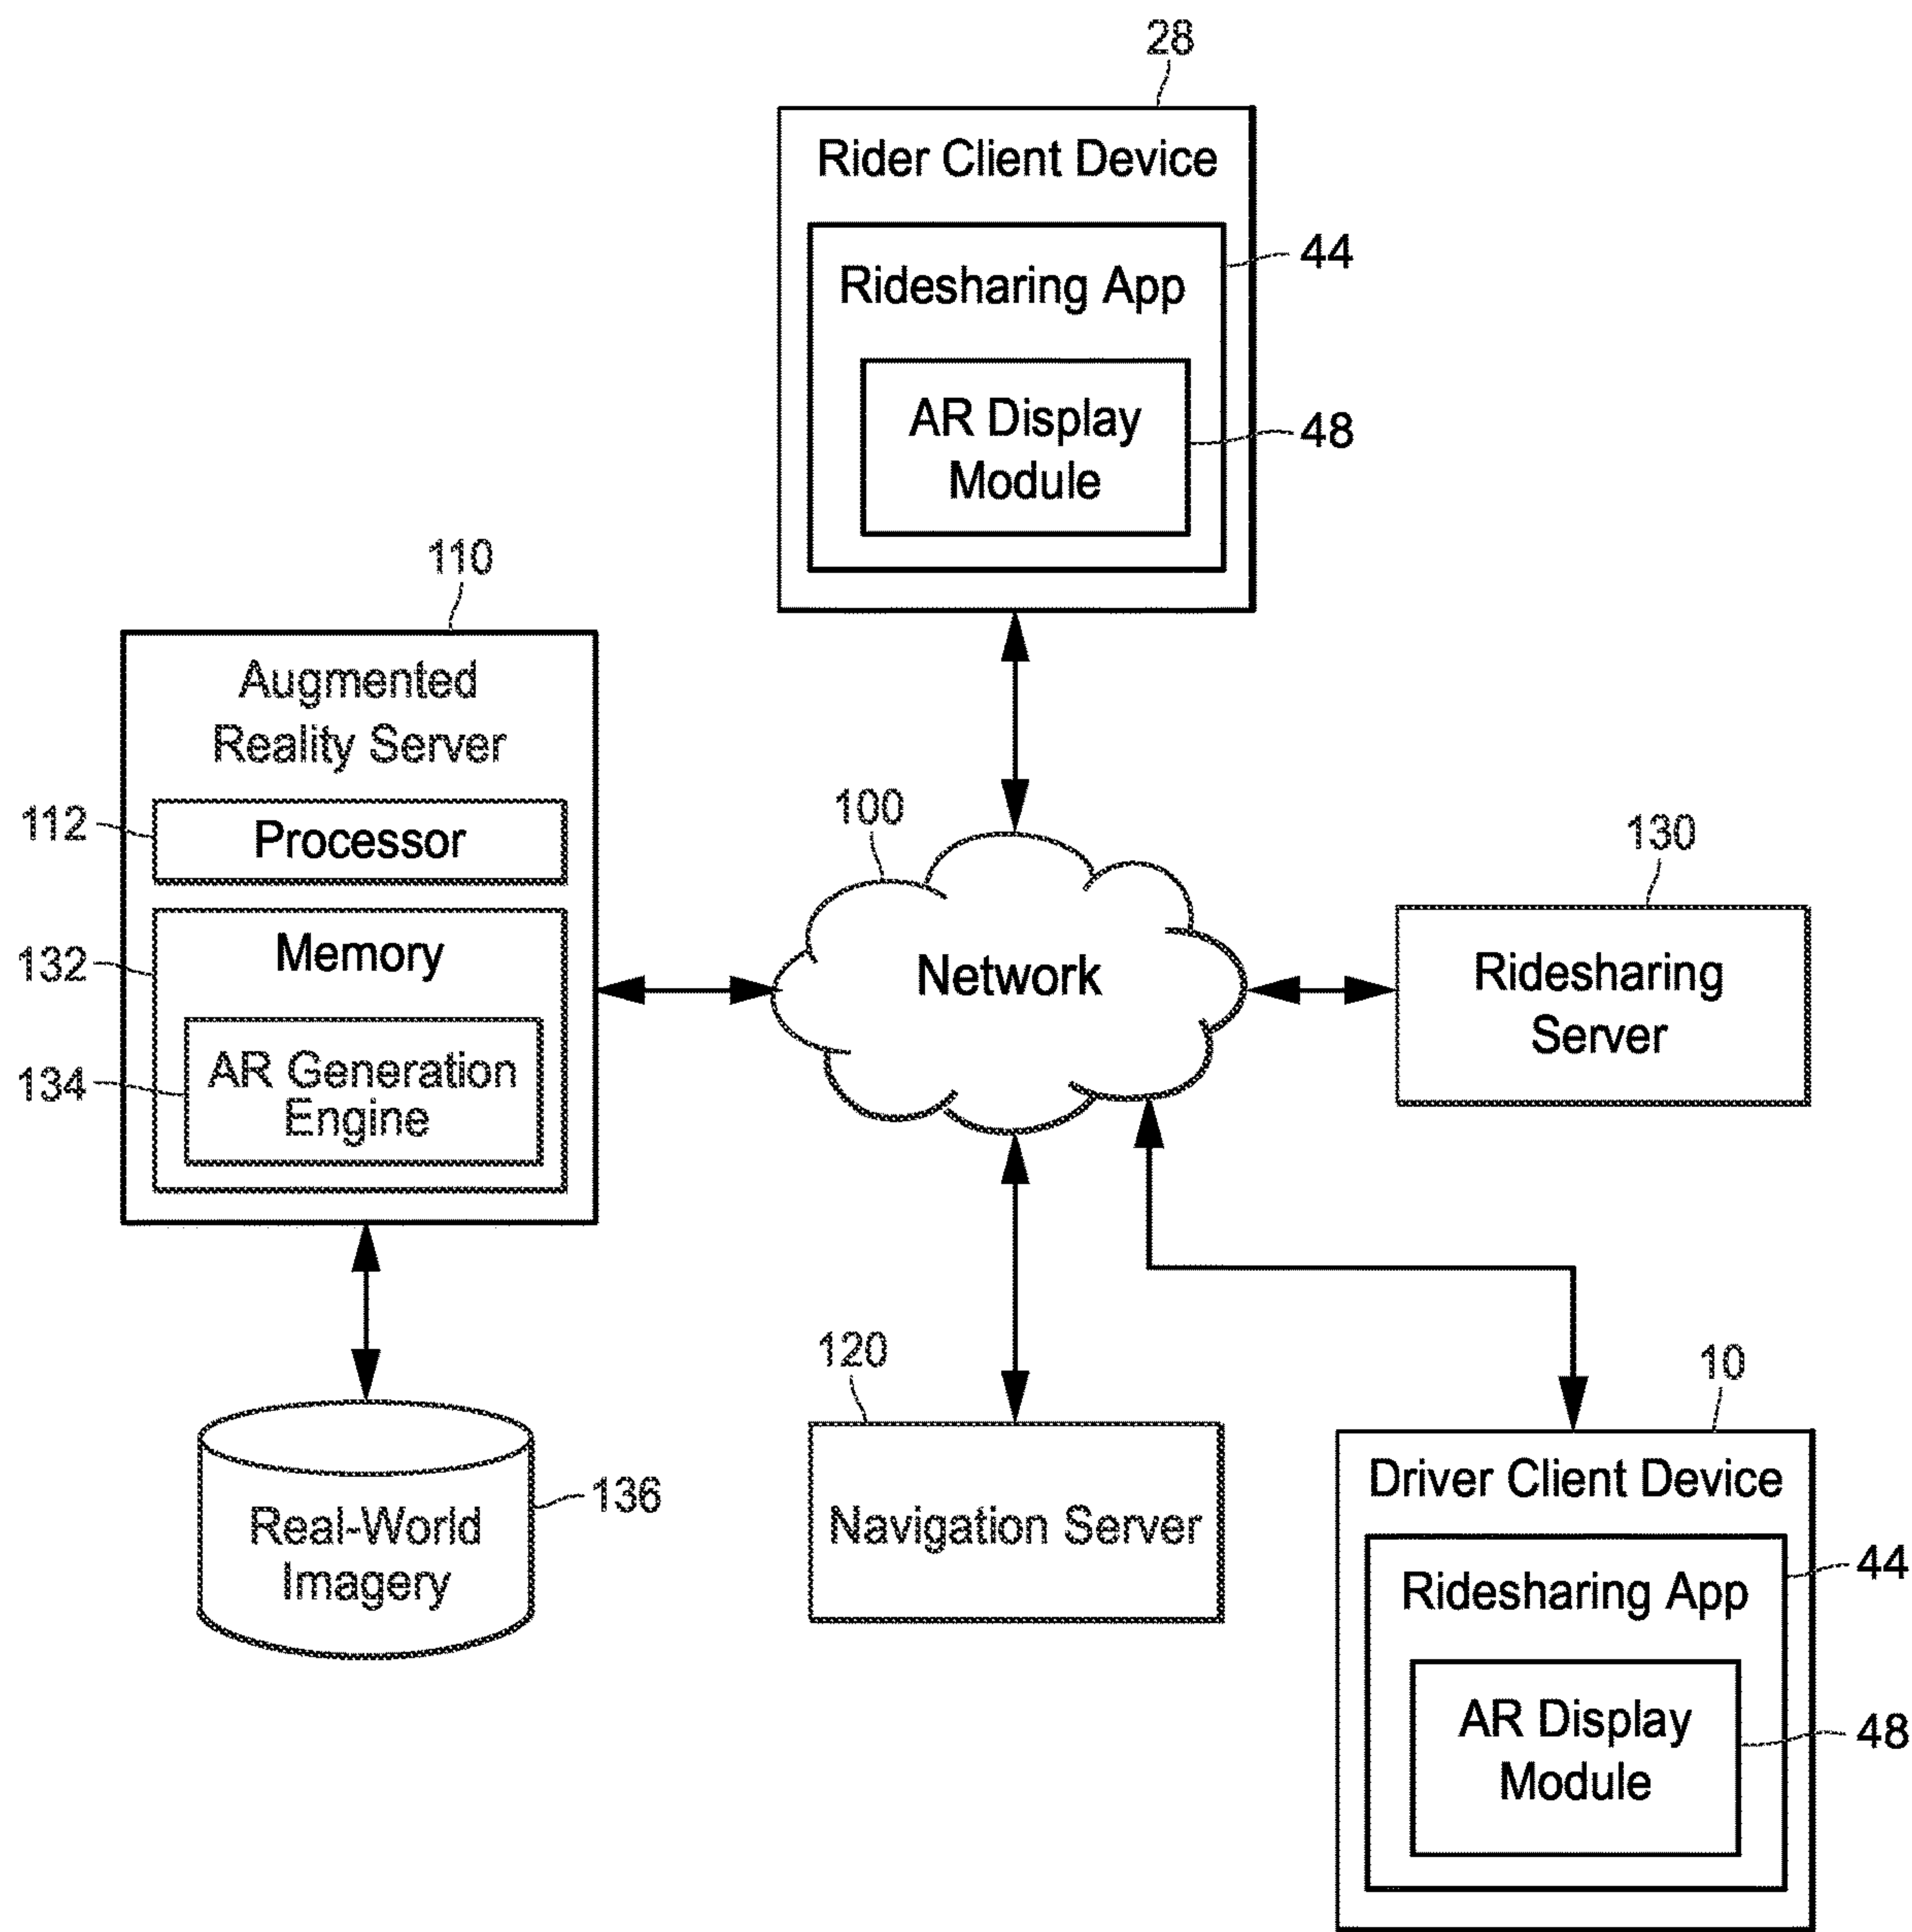 28
Rider Client Device
44
Ridesharing App
48
AR Display
Module
110
Augmented
Reality Server
112
Processor
132
Memory
134
AR Generation
Engine
100
Network
130
Ridesharing
Server
136
Real-World
Imagery
120
Navigation Server
10
Driver Client Device
44
Ridesharing App
48
AR Display
Module